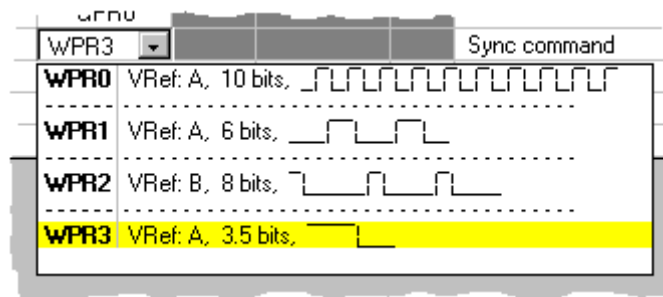 WPR3 Sync command
WPR0 VRef: A, 10 bits,
WPR1 VRef: A, 6 bits,
WPR2 VRef: B, 8 bits,
WPR3 VRef: A, 3.5 bits,